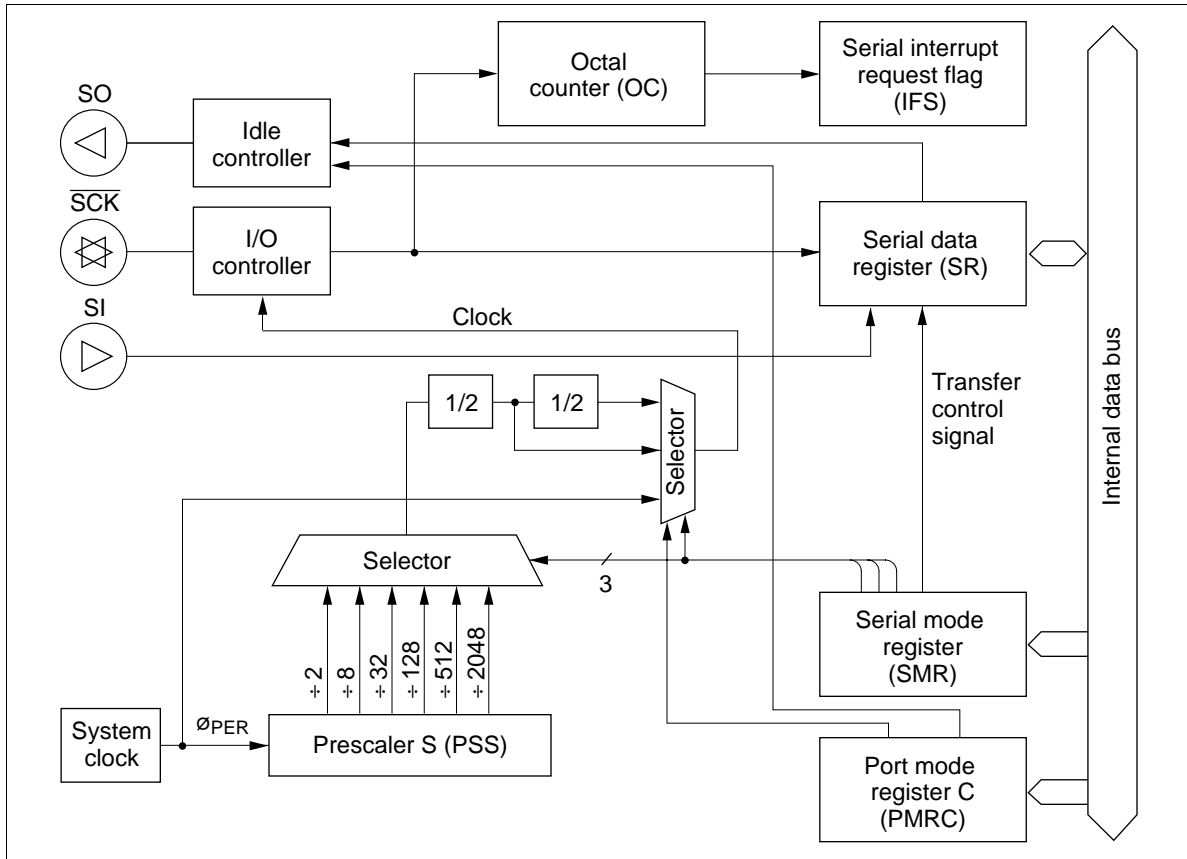 Octal
counter (OC)
Serial interrupt
request flag
(IFS)
SO
Idle
controller
SCK
I/O
controller
Serial data
register (SR)
SI
Clock
Transfer
control
signal
Internal data bus
1/2
1/2
Selector
Selector
3
÷2
÷8
÷32
÷128
÷512
÷2048
Serial mode
register
(SMR)
System
clock
øPER
Prescaler S (PSS)
Port mode
register C
(PMRC)